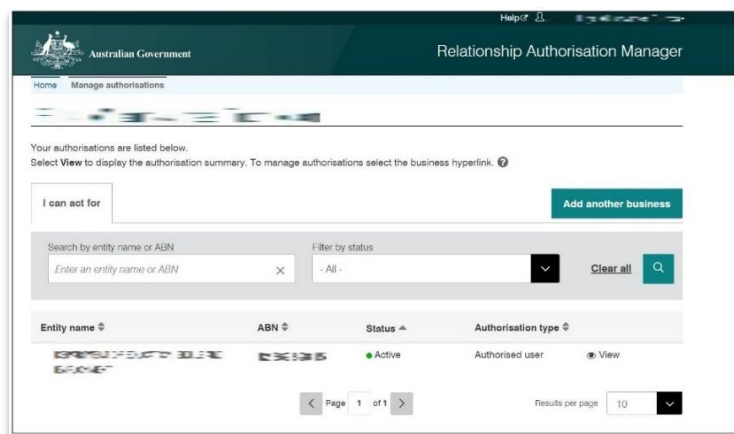 Help
Australian Government
Relationship Authorisation Manager
Home Manage authorisations
Your authorisations are listed below.
Select View to display the authorisation summary. To manage authorisations select the business hyperlink.
I can act for
Add another business
Search by entity name or ABN
Filter by status
Enter an entity name or ABN
- All -
Clear all
Entity name ABN Status Authorisation type
Active Authorised user View
Page 1 of 1
Results per page 10